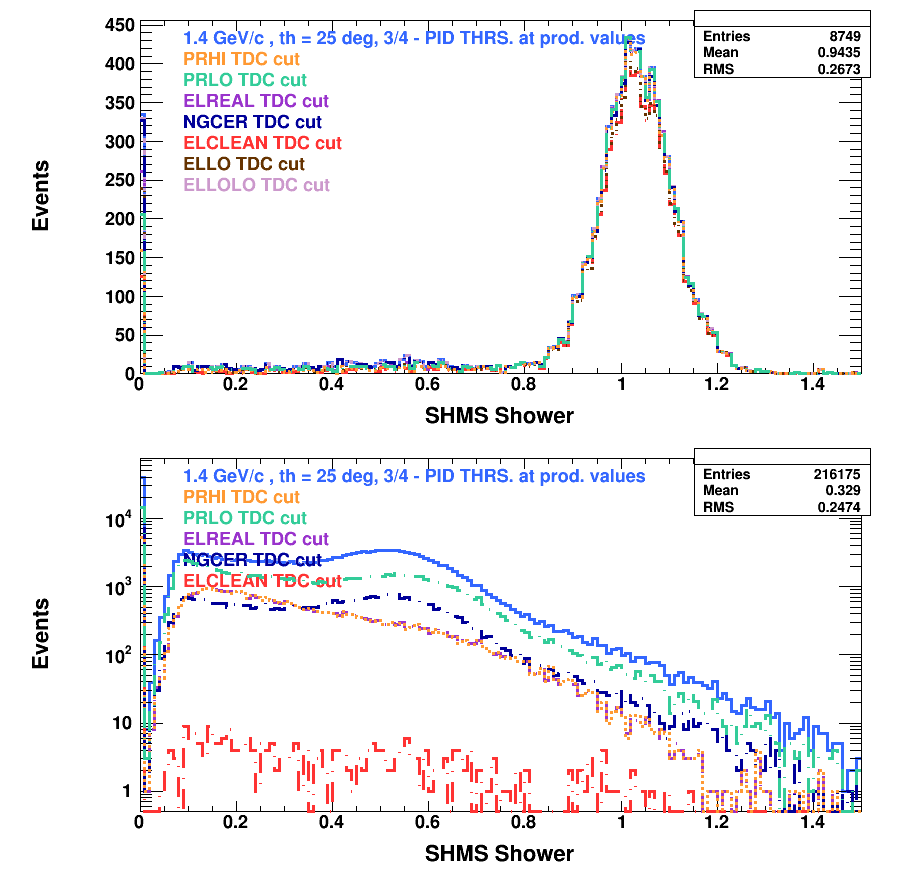 450
400
350
300
250
200
150
100
50
0
Events
1.4 GeV/c , th = 25 deg, 3/4 - PID THRS. at prod. values
PRHI TDC cut
PRLO TDC cut
ELREAL TDC cut
NGCER TDC cut
ELCLEAN TDC cut
ELLO TDC cut
ELLOLO TDC cut
Entries 8749
Mean 0.9435
RMS 0.2673
0 0.2 0.4 0.6 0.8 1 1.2 1.4
SHMS Shower
10^4
10^3
10^2
10
1
Events
1.4 GeV/c , th = 25 deg, 3/4 - PID THRS. at prod. values
PRHI TDC cut
PRLO TDC cut
ELREAL TDC cut
NGCER TDC cut
ELCLEAN TDC cut
Entries 216175
Mean 0.329
RMS 0.2474
0 0.2 0.4 0.6 0.8 1 1.2 1.4
SHMS Shower